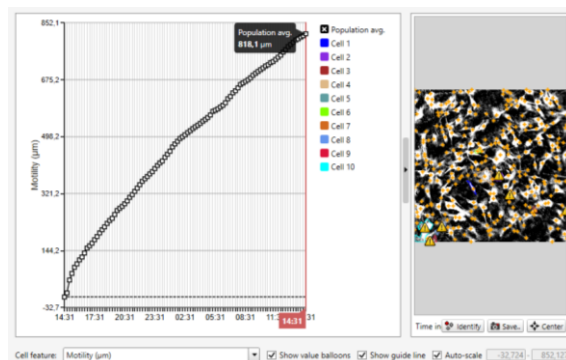 852,1
675,2
498,2
321,2
144,2
-32,7
Motility (µm)
Population avg.
818,1 µm
14:31 17:31 20:31 23:31 02:31 05:31 08:31
14:31
Population avg.
Cell 1
Cell 2
Cell 3
Cell 4
Cell 5
Cell 6
Cell 7
Cell 8
Cell 9
Cell 10
Time in Identify Save.. Center
Cell feature: Motility (µm) Show value balloons Show guide line Auto-scale -32,724 - 852,12